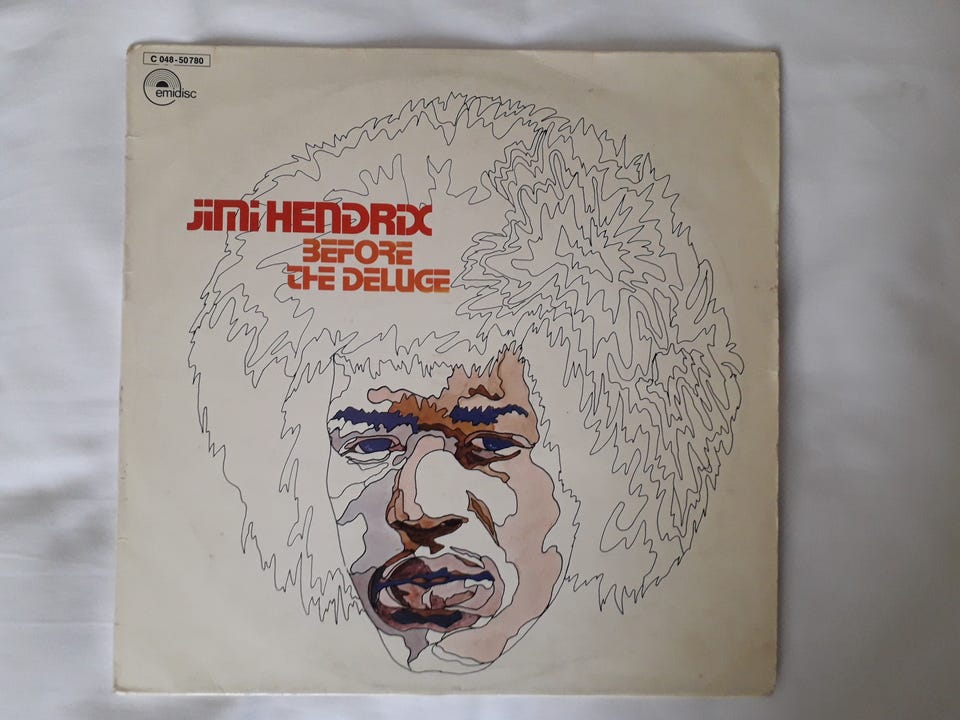 C 048-50780
emidisc
JIMI HENDRIX
BEFORE
THE DELUGE